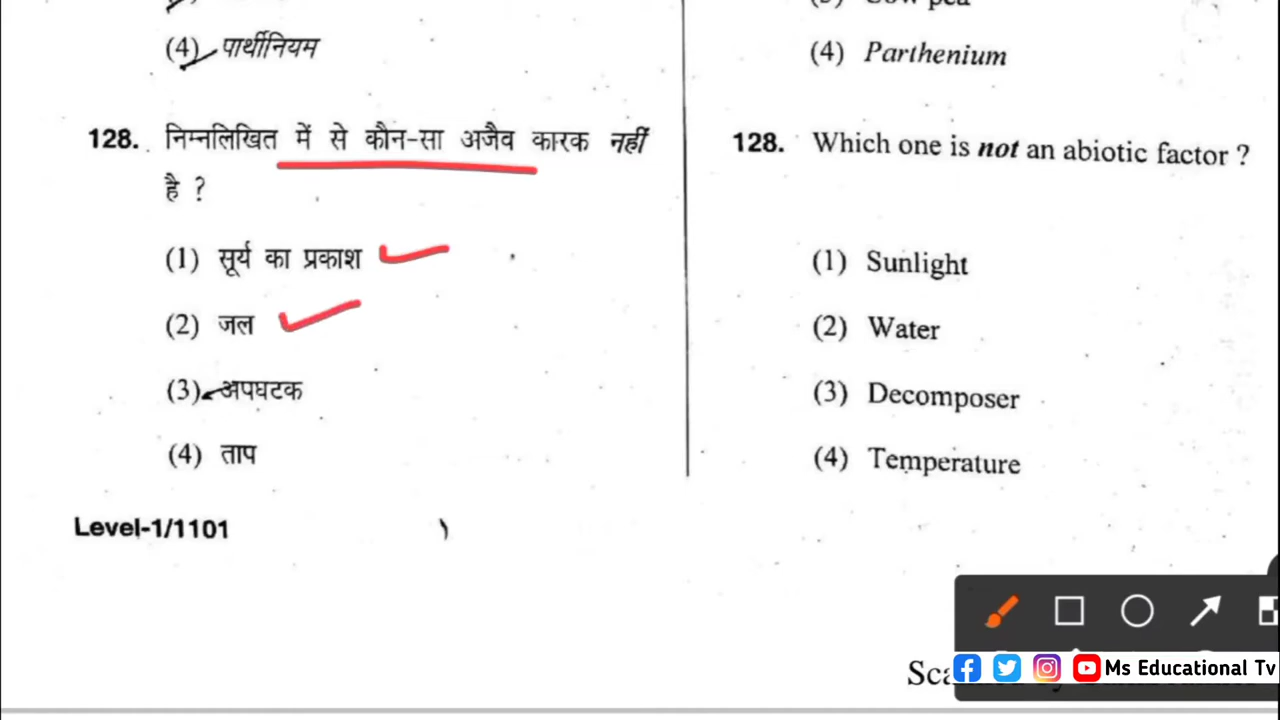 (4) पार्थीनियम
128. निम्नलिखित में से कौन-सा अजैव कारक नहीं
है ?
(1) सूर्य का प्रकाश
(2) जल
(3) अपघटक
(4) ताप
Level-1/1101
(4) Parthenium
128. Which one is not an abiotic factor ?
(1) Sunlight
(2) Water
(3) Decomposer
(4) Temperature
Ms Educational Tv